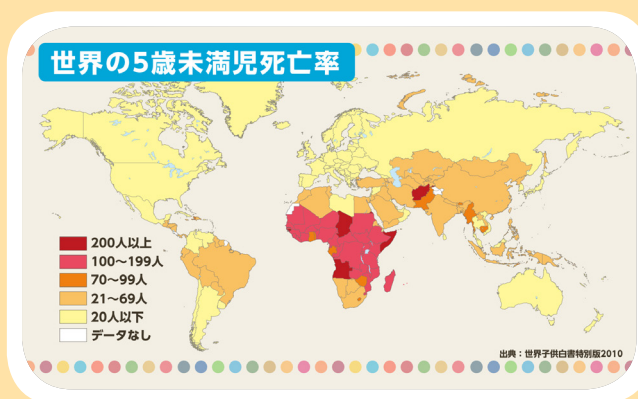 世界の5歳未満児死亡率
200人以上
100〜199人
70〜99人
21〜69人
20人以下
データなし
出典：世界子供白書特別版2010